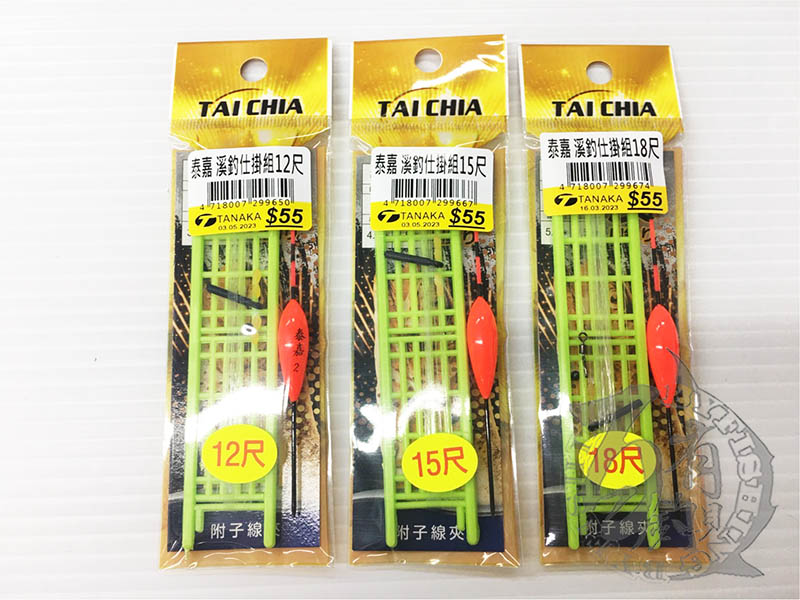 TAI CHIA
泰嘉 溪釣仕掛組12尺
4 718007 299650
TANAKA $55
03.05.2023
泰嘉
2
12尺
附子線夾
TAI CHIA
泰嘉 溪釣仕掛組15尺
4 718007 299667
TANAKA $55
03.05.2023
15尺
附子線夾
TAI CHIA
泰嘉 溪釣仕掛組18尺
4 718007 299674
TANAKA $55
16.03.2023
18尺
附子線夾